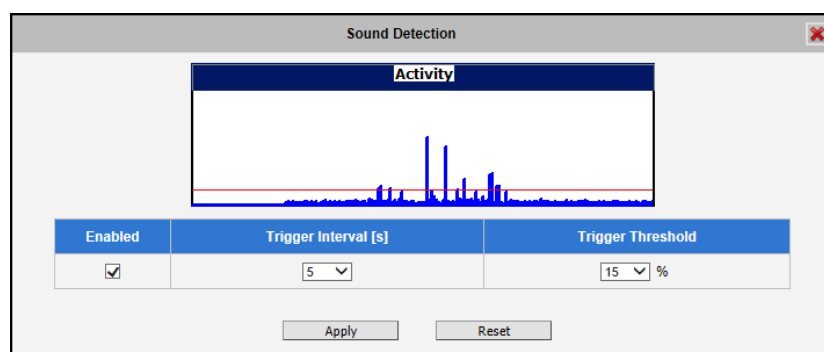 Sound Detection
Activity
Enabled Trigger Interval [s] Trigger Threshold
5 15 %
Apply Reset